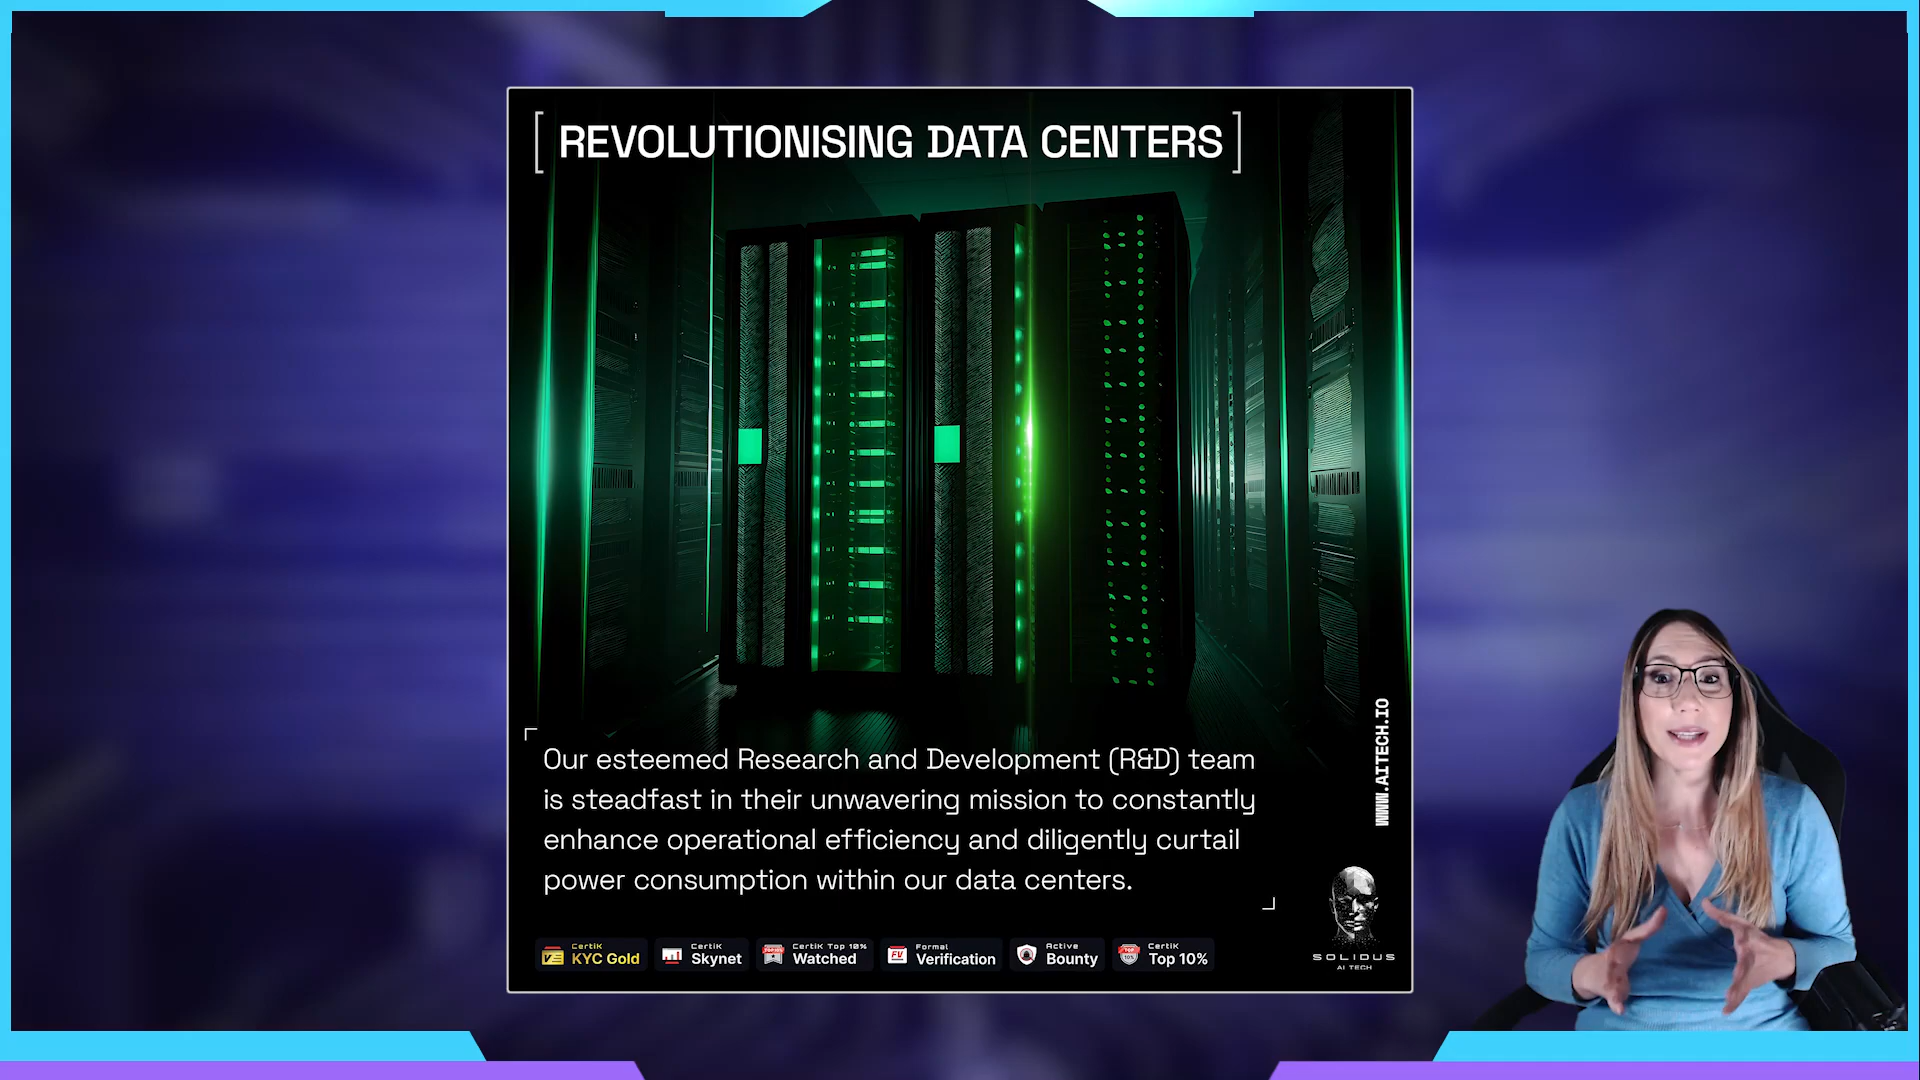 [ REVOLUTIONISING DATA CENTERS ]
Our esteemed Research and Development (R&D) team
is steadfast in their unwavering mission to constantly
enhance operational efficiency and diligently curtail
power consumption within our data centers.
WWW.AITECH.IO
CertiK
KYC Gold
CertiK
Skynet
CertiK Top 10%
Watched
Formal
Verification
Active
Bounty
CertiK
Top 10%
SOLIDUS
AI TECH